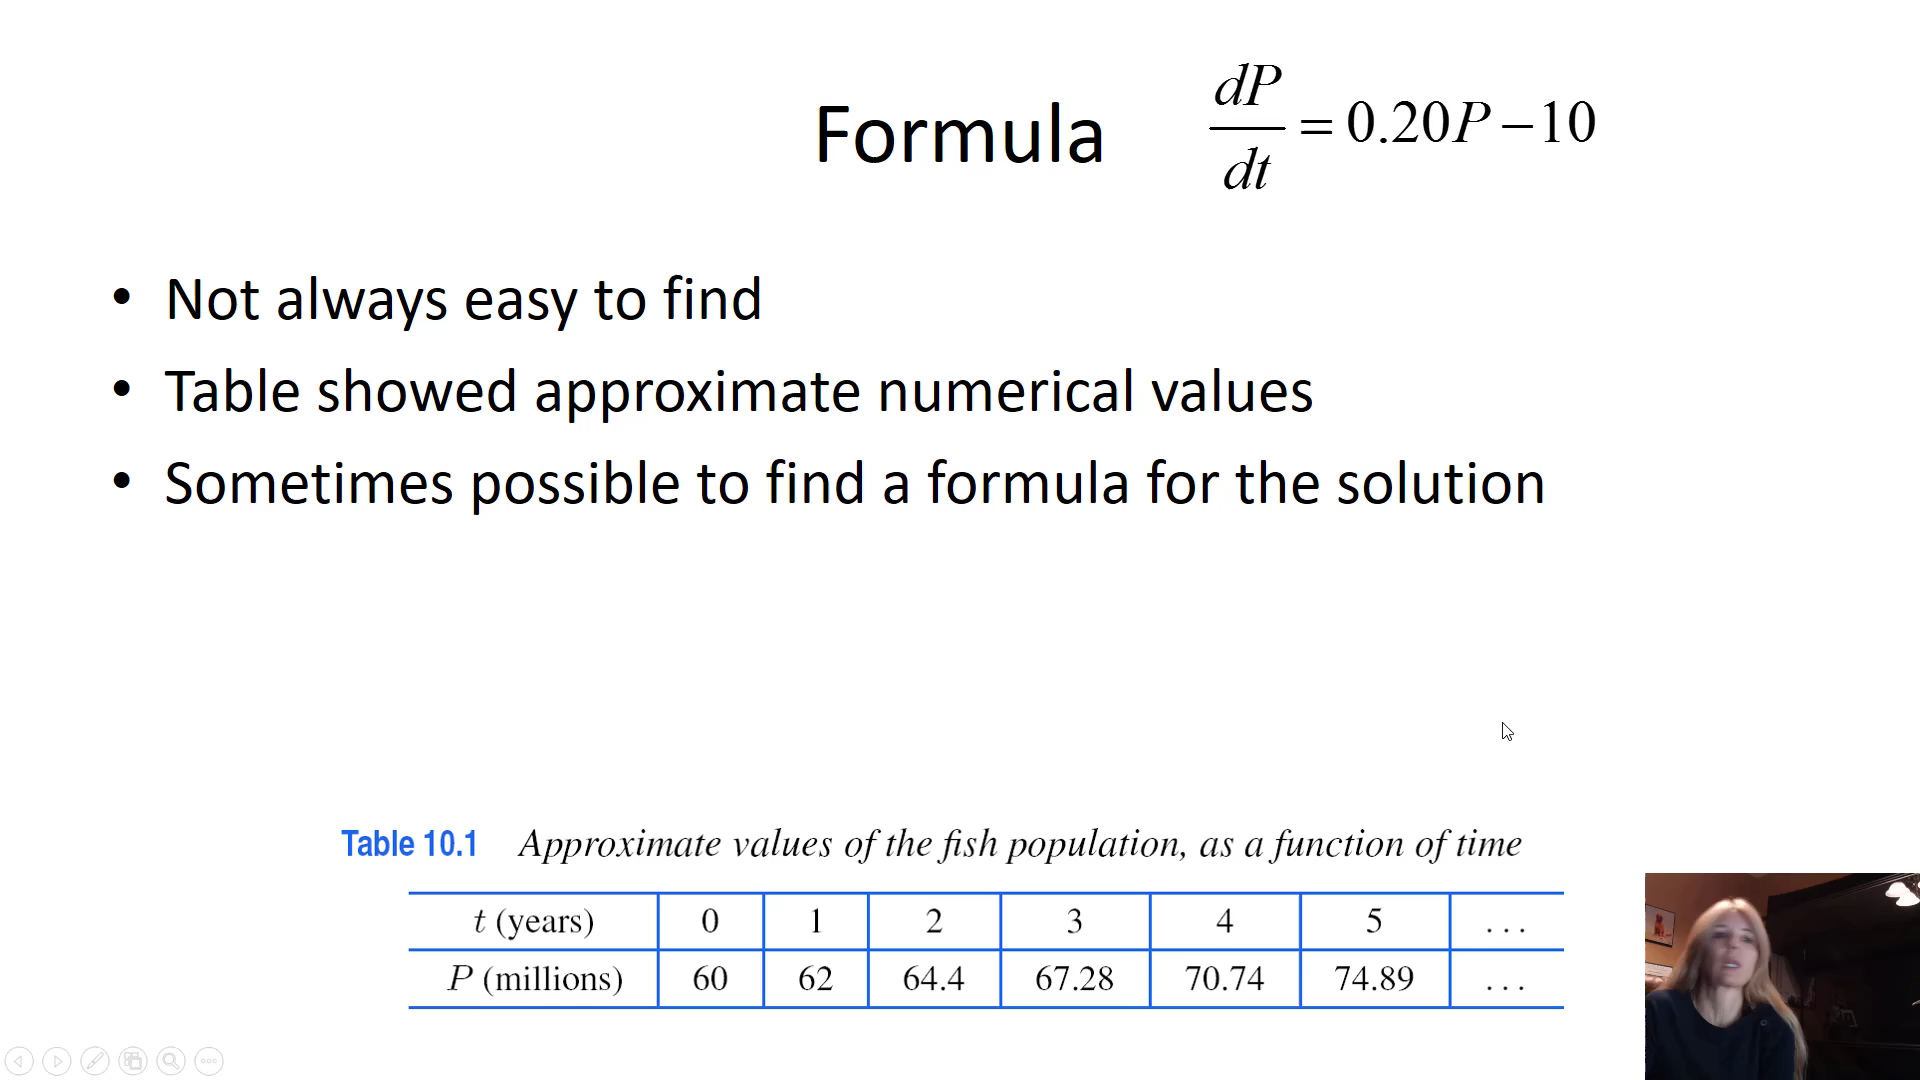 Formula
dP/dt = 0.20P − 10
• Not always easy to find
• Table showed approximate numerical values
• Sometimes possible to find a formula for the solution
Table 10.1 Approximate values of the fish population, as a function of time
t (years) 0 1 2 3 4 5 ...
P (millions) 60 62 64.4 67.28 70.74 74.89 ...